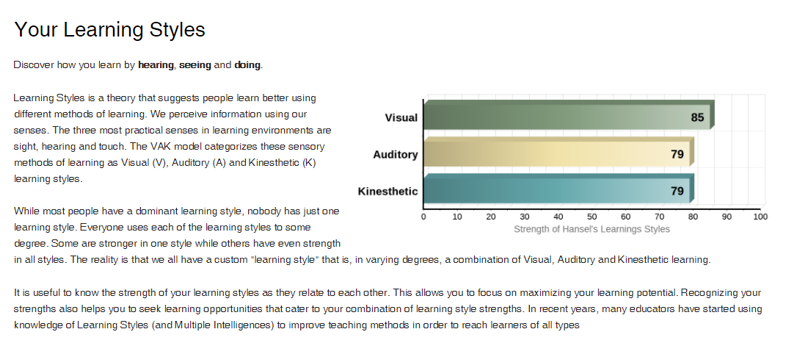 Your Learning Styles
Discover how you learn by hearing, seeing and doing.
Learning Styles is a theory that suggests people learn better using
different methods of learning. We perceive information using our
senses. The three most practical senses in learning environments are
sight, hearing and touch. The VAK model categorizes these sensory
methods of learning as Visual (V), Auditory (A) and Kinesthetic (K)
learning styles.
While most people have a dominant learning style, nobody has just one
learning style. Everyone uses each of the learning styles to some
degree. Some are stronger in one style while others have even strength
in all styles. The reality is that we all have a custom "learning style" that is, in varying degrees, a combination of Visual, Auditory and Kinesthetic learning.
It is useful to know the strength of your learning styles as they relate to each other. This allows you to focus on maximizing your learning potential. Recognizing your
strengths also helps you to seek learning opportunities that cater to your combination of learning style strengths. In recent years, many educators have started using
knowledge of Learning Styles (and Multiple Intelligences) to improve teaching methods in order to reach learners of all types
Visual 85
Auditory 79
Kinesthetic 79
0 10 20 30 40 50 60 70 80 90 100
Strength of Hansel's Learnings Styles